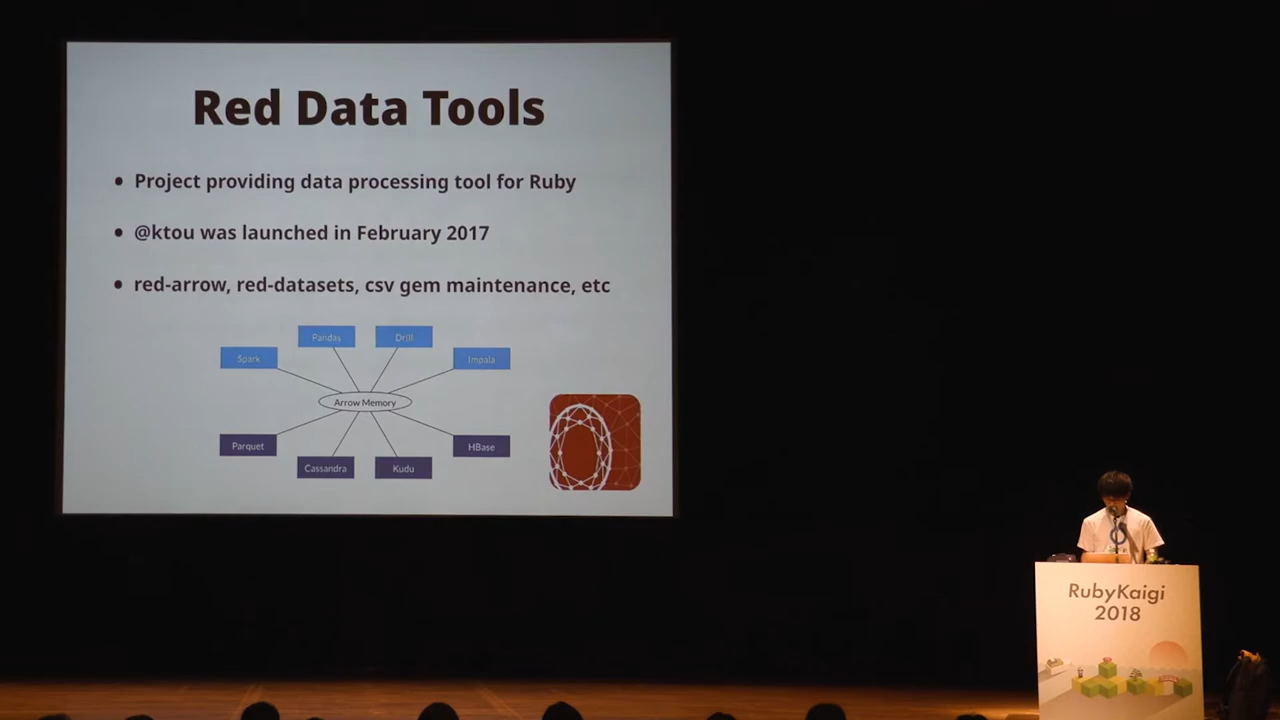 Red Data Tools
• Project providing data processing tool for Ruby
• @ktou was launched in February 2017
• red-arrow, red-datasets, csv gem maintenance, etc
Pandas
Drill
Spark
Impala
Arrow Memory
Parquet
HBase
Cassandra
Kudu
RubyKaigi
2018